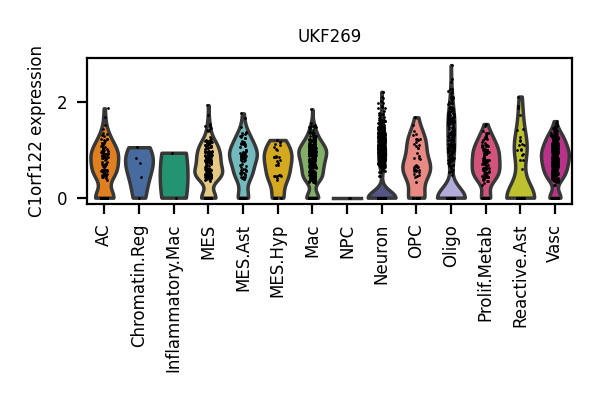 UKF269
C1orf122 expression
2
0
AC
Chromatin.Reg
Inflammatory.Mac
MES
MES.Ast
MES.Hyp
Mac
NPC
Neuron
OPC
Oligo
Prolif.Metab
Reactive.Ast
Vasc